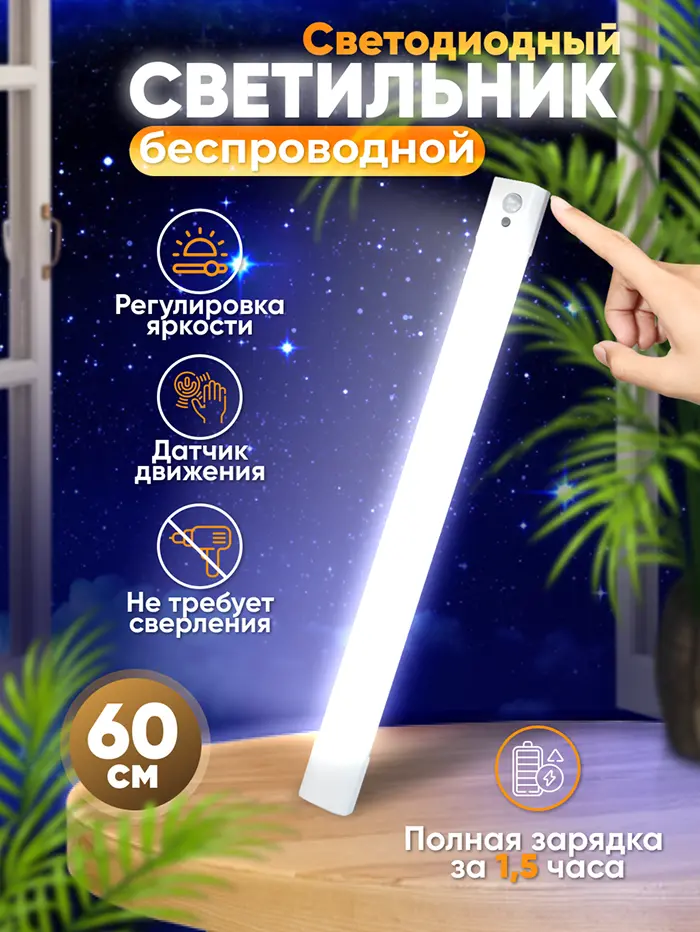 Светодиодный
СВЕТИЛЬНИК
беспроводной
Регулировка
яркости
Датчик
движения
Не требует
сверления
60
см
Полная зарядка
за 1,5 часа